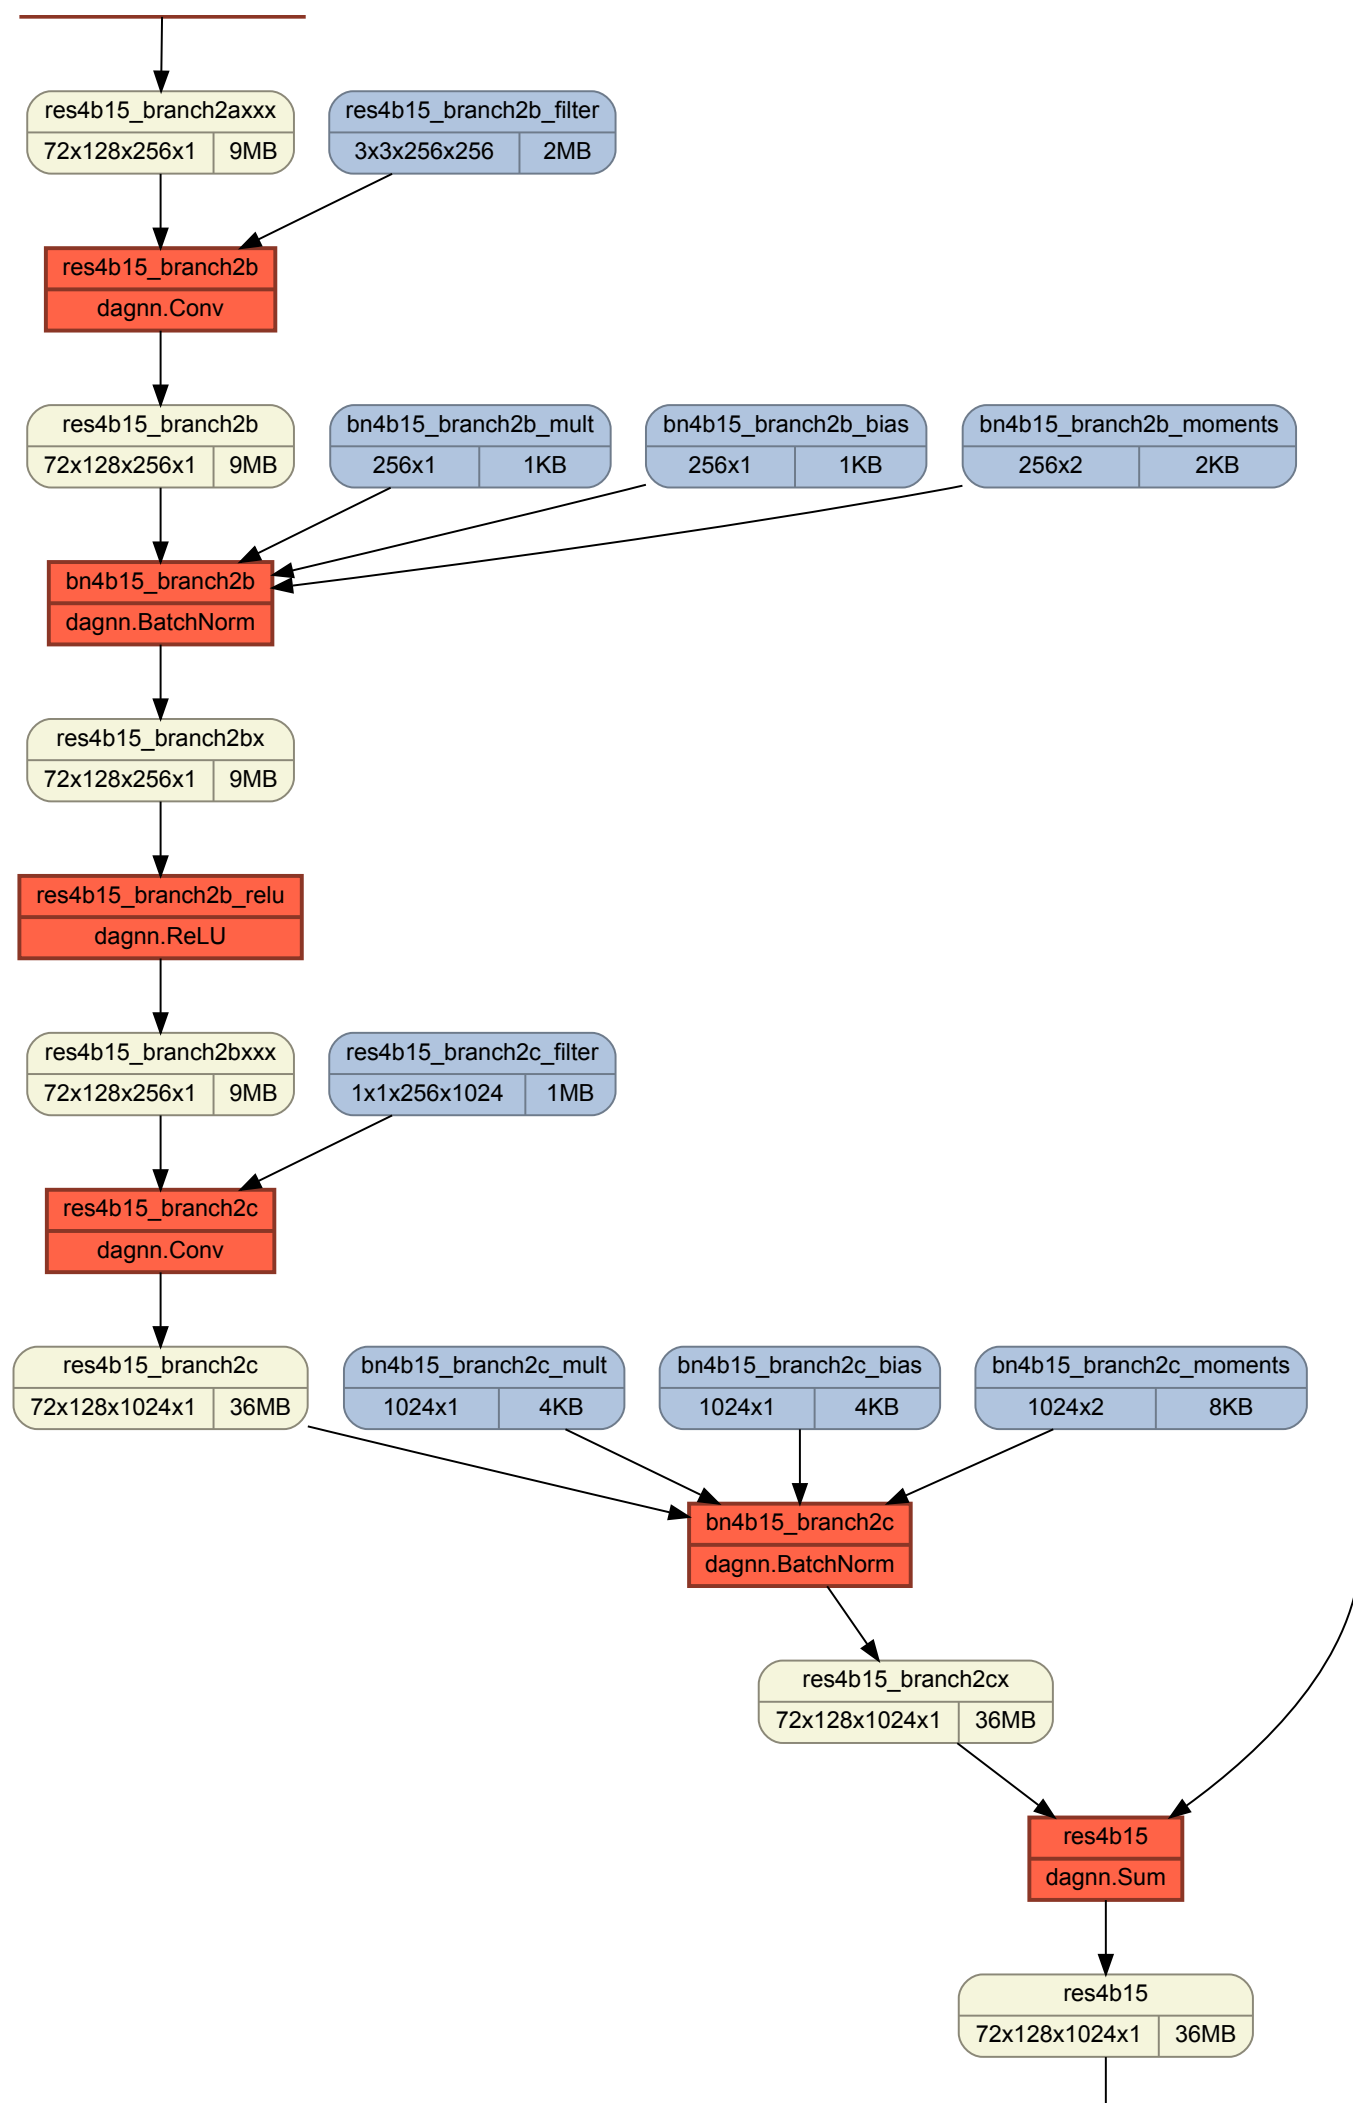 res4b15_branch2axxx
72x128x256x1 9MB
res4b15_branch2b_filter
3x3x256x256 2MB
res4b15_branch2b
dagnn.Conv
res4b15_branch2b
72x128x256x1 9MB
bn4b15_branch2b_mult
256x1 1KB
bn4b15_branch2b_bias
256x1 1KB
bn4b15_branch2b_moments
256x2 2KB
bn4b15_branch2b
dagnn.BatchNorm
res4b15_branch2bx
72x128x256x1 9MB
res4b15_branch2b_relu
dagnn.ReLU
res4b15_branch2bxxx
72x128x256x1 9MB
res4b15_branch2c_filter
1x1x256x1024 1MB
res4b15_branch2c
dagnn.Conv
res4b15_branch2c
72x128x1024x1 36MB
bn4b15_branch2c_mult
1024x1 4KB
bn4b15_branch2c_bias
1024x1 4KB
bn4b15_branch2c_moments
1024x2 8KB
bn4b15_branch2c
dagnn.BatchNorm
res4b15_branch2cx
72x128x1024x1 36MB
res4b15
dagnn.Sum
res4b15
72x128x1024x1 36MB